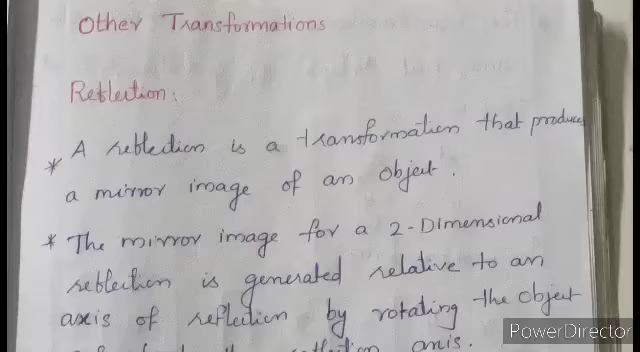 Other Transformations
Reflection:
* A reflection is a transformation that produces
a mirror image of an object.
* The mirror image for a 2-Dimensional
reflection is generated relative to an
axis of reflection by rotating the object
PowerDirector
reflection axis.